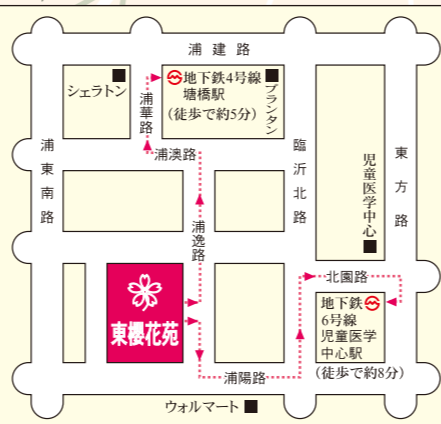 浦建路
シェラトン
地下鉄4号線
塘橋駅
(徒歩で約5分)
プランタン
浦華路
浦東南路
浦澳路
臨沂北路
東方路
児童医学中心
浦逸路
東櫻花苑
北園路
地下鉄
6号線
児童医学
中心駅
(徒歩で約8分)
浦陽路
ウォルマート